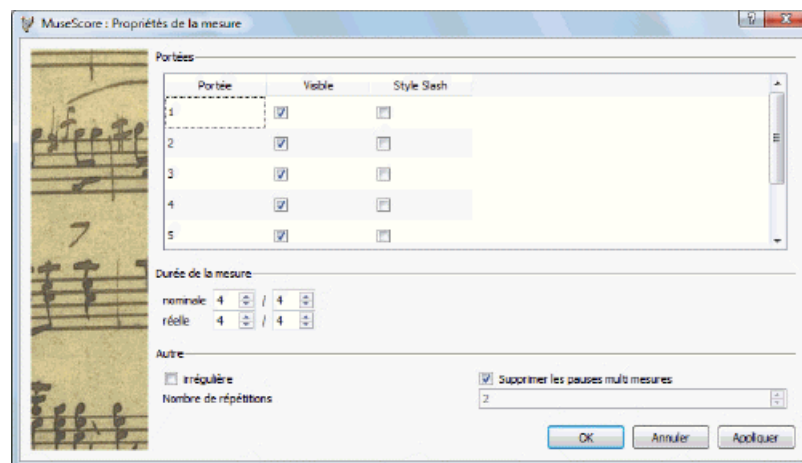 MuseScore : Propriétés de la mesure
Portées
Portée Visible Style Slash
1
2
3
4
5
Durée de la mesure
nominale 4 / 4
réelle 4 / 4
Autre
irrégulière Supprimer les pauses multi mesures
Nombre de répétitions 2
OK Annuler Appliquer